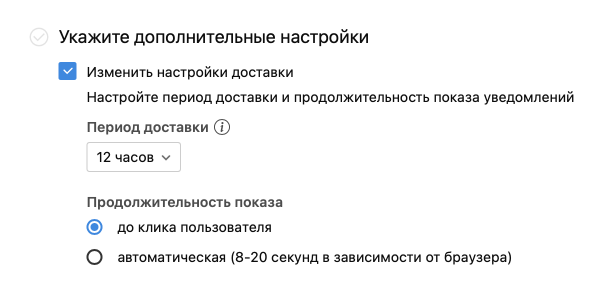 Укажите дополнительные настройки
Изменить настройки доставки
Настройте период доставки и продолжительность показа уведомлений
Период доставки
12 часов
Продолжительность показа
до клика пользователя
автоматическая (8-20 секунд в зависимости от браузера)